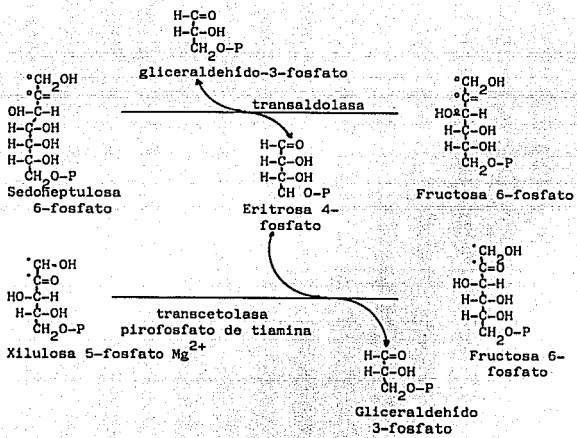 H-C=O
H-C-OH
CH2O-P
gliceraldehído-3-fosfato
CH2OH
C=
OH-C-H
H-C-OH
H-C-OH
H-C-OH
CH2O-P
Sedoheptulosa
6-fosfato
transaldolasa
H-C=O
H-C-OH
H-C-OH
CH O-P
Eritrosa 4-
fosfato
CH2OH
C=
HO-C-H
H-C-OH
H-C-OH
CH2O-P
Fructosa 6-fosfato
CH-OH
C=O
HO-C-H
H-C-OH
CH2O-P
Xilulosa 5-fosfato Mg2+
transcetolasa
pirofosfato de tiamina
H-C=O
H-C-OH
CH2O-P
Gliceraldehído
3-fosfato
CH2OH
C=O
HO-C-H
H-C-OH
H-C-OH
CH2O-P
Fructosa 6-
fosfato